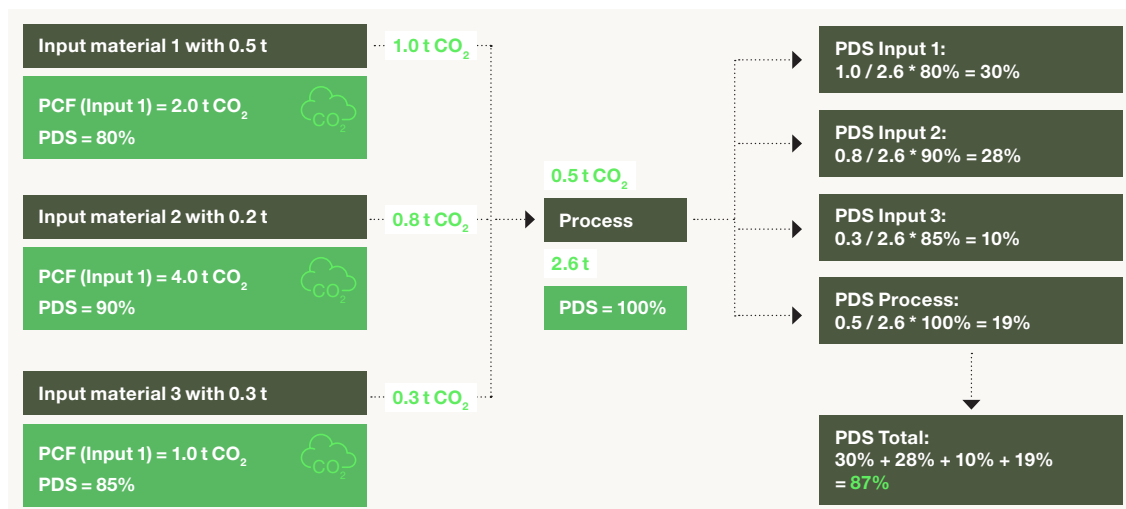 Input material 1 with 0.5 t
1.0 t CO₂
PCF (Input 1) = 2.0 t CO₂
PDS = 80%
CO₂
Input material 2 with 0.2 t
0.8 t CO₂
PCF (Input 1) = 4.0 t CO₂
PDS = 90%
CO₂
Input material 3 with 0.3 t
0.3 t CO₂
PCF (Input 1) = 1.0 t CO₂
PDS = 85%
CO₂
0.5 t CO₂
Process
2.6 t
PDS = 100%
PDS Input 1:
1.0 / 2.6 * 80% = 30%
PDS Input 2:
0.8 / 2.6 * 90% = 28%
PDS Input 3:
0.3 / 2.6 * 85% = 10%
PDS Process:
0.5 / 2.6 * 100% = 19%
PDS Total:
30% + 28% + 10% + 19%
= 87%